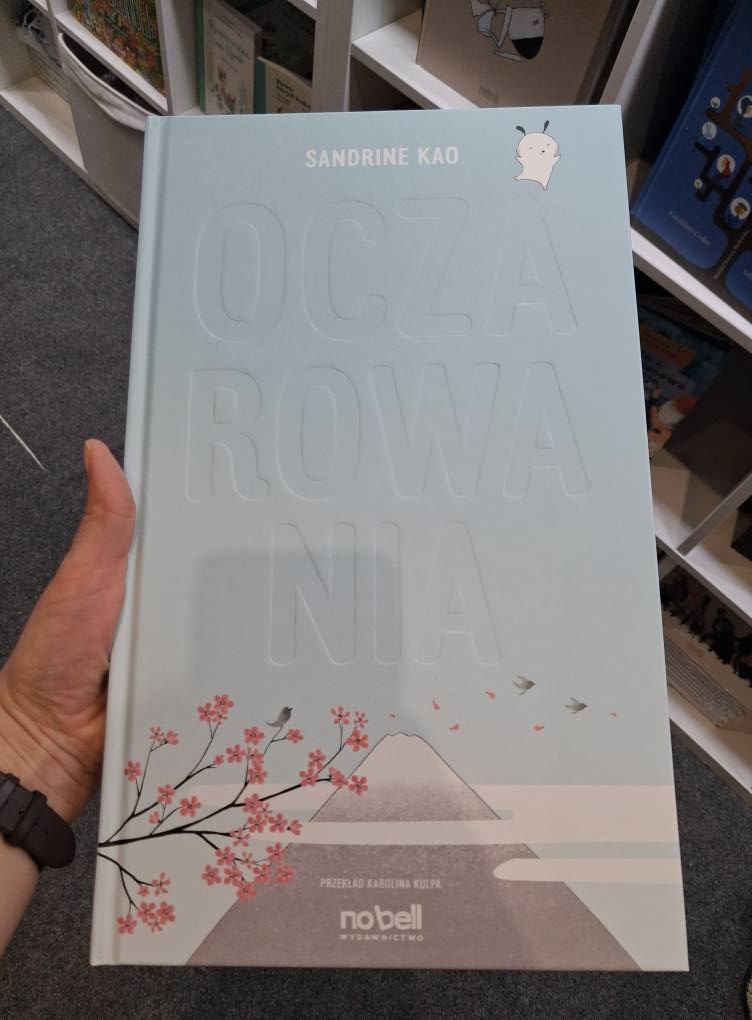 SANDRINE KAO
OCZA
ROWA
NIA
PRZEKŁAD KAROLINA KULPA
nobell
WYDAWNICTWO